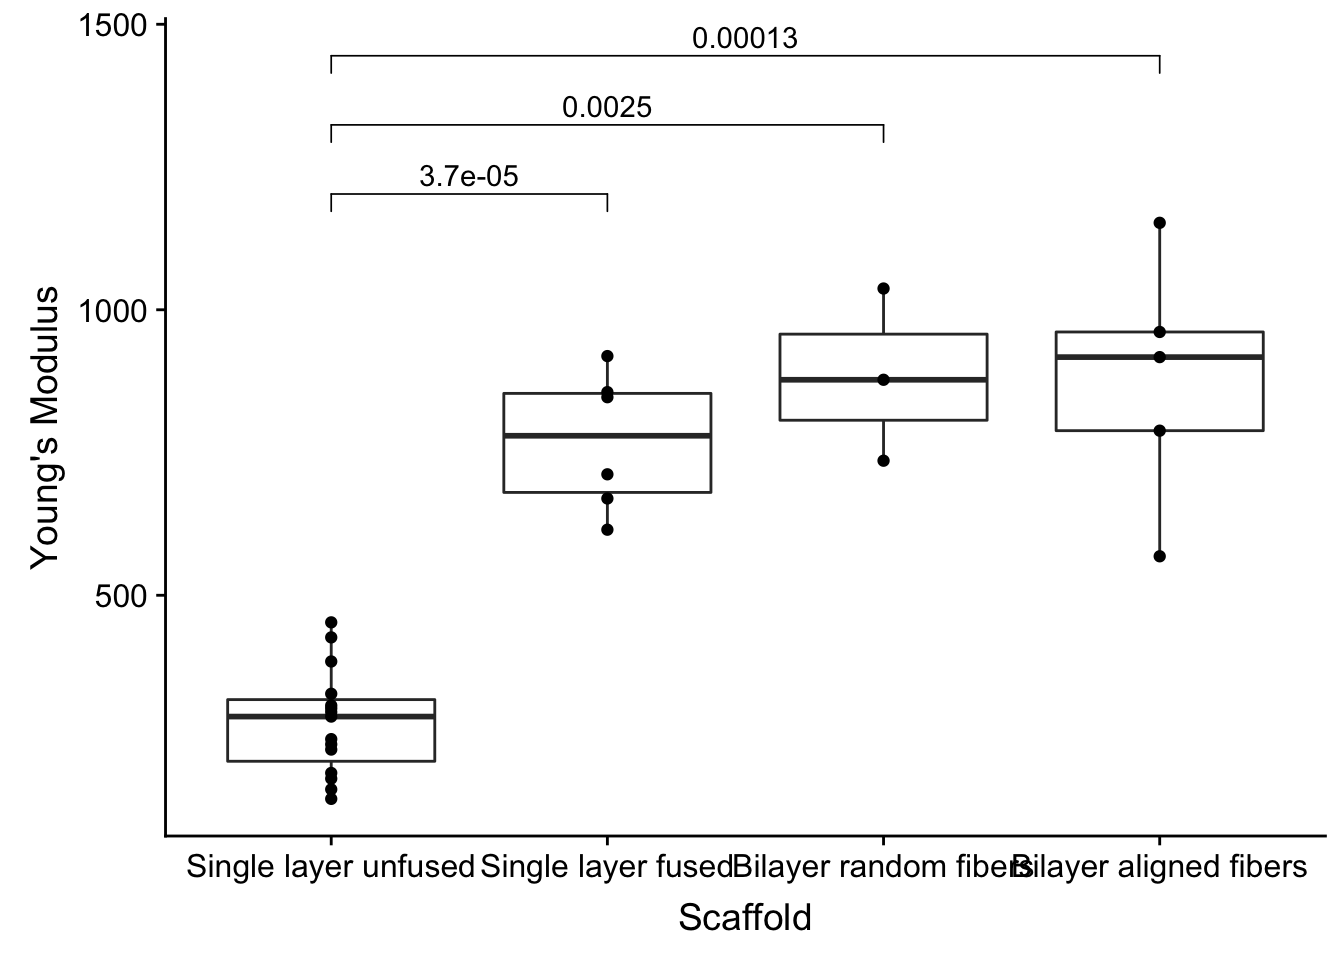 1500
0.00013
0.0025
3.7e-05
1000
500
Young's Modulus
Single layer unfused
Single layer fused
Bilayer random fibers
Bilayer aligned fibers
Scaffold